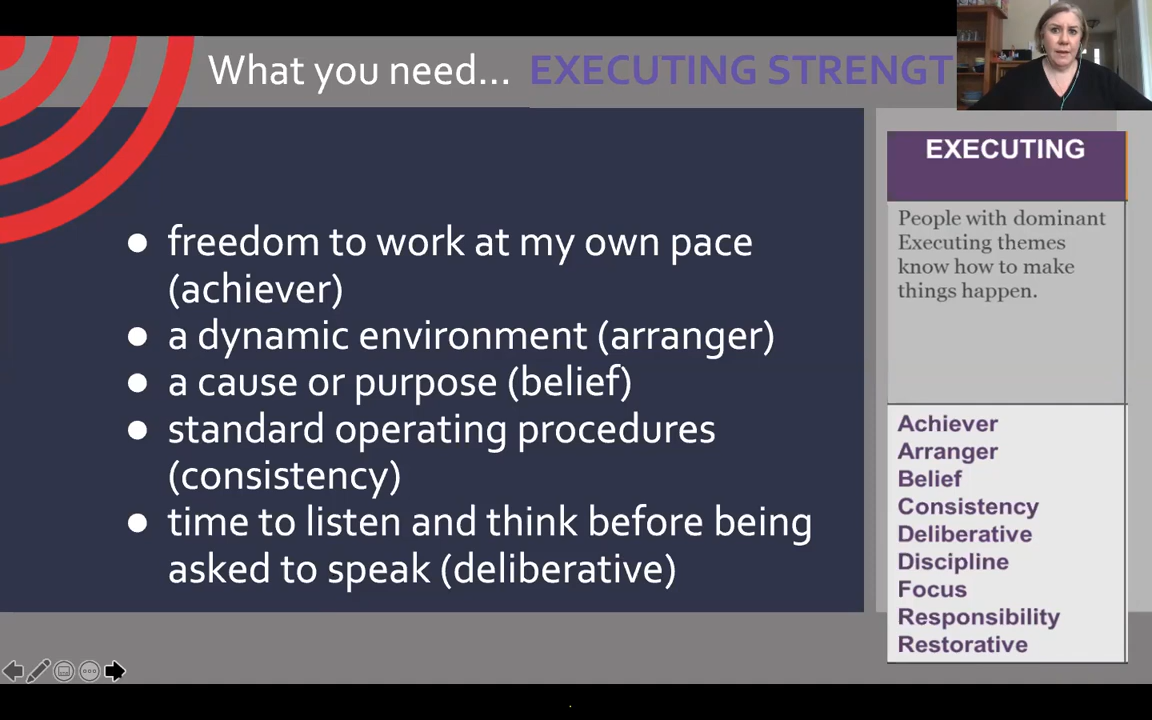 What you need... EXECUTING STRENGT
freedom to work at my own pace
(achiever)
a dynamic environment (arranger)
a cause or purpose (belief)
standard operating procedures
(consistency)
time to listen and think before being
asked to speak (deliberative)
EXECUTING
People with dominant
Executing themes
know how to make
things happen.
Achiever
Arranger
Belief
Consistency
Deliberative
Discipline
Focus
Responsibility
Restorative